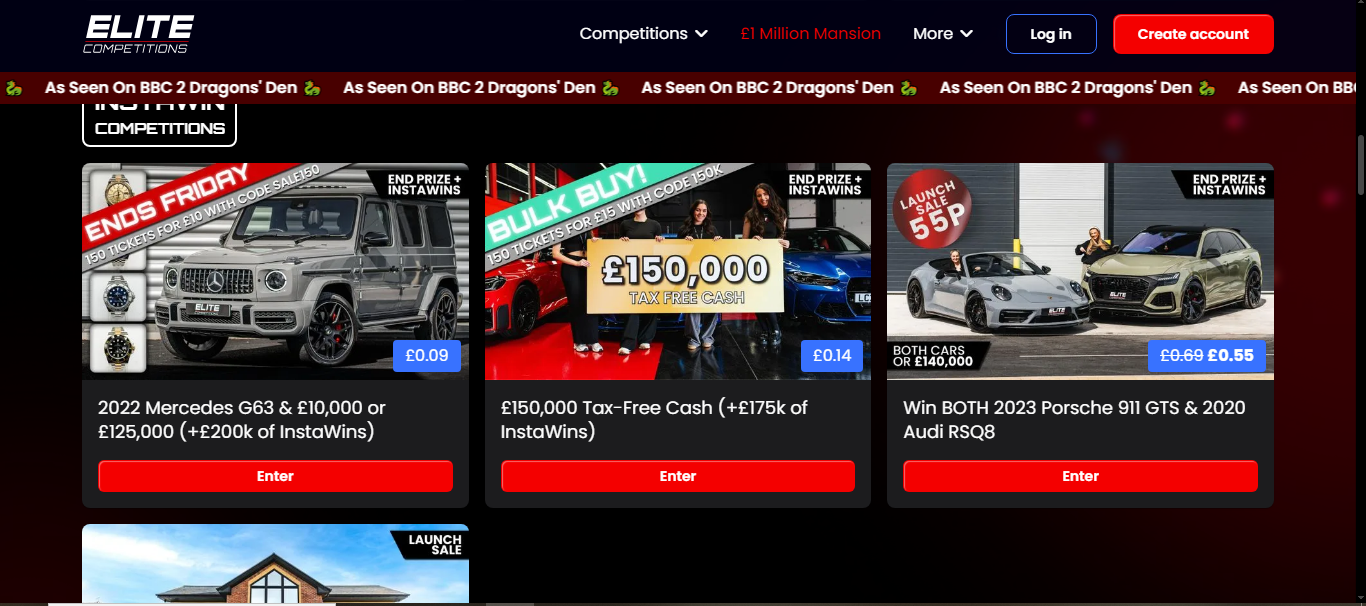 ELITE
COMPETITIONS
Competitions
£1 Million Mansion
More
Log in
Create account
As Seen On BBC 2 Dragons' Den
As Seen On BBC 2 Dragons' Den
As Seen On BBC 2 Dragons' Den
As Seen On BBC 2 Dragons' Den
As Seen On BBC
INSTAWIN
COMPETITIONS
ENDS FRIDAY
150 TICKETS FOR £10 WITH CODE SALE150
END PRIZE +
INSTAWINS
ELITE
£0.09
2022 Mercedes G63 & £10,000 or
£125,000 (+£200k of InstaWins)
Enter
BULK BUY!
150 TICKETS FOR £15 WITH CODE 150K
END PRIZE +
INSTAWINS
£150,000
TAX FREE CASH
£0.14
£150,000 Tax-Free Cash (+£175k of
InstaWins)
Enter
LAUNCH
SALE
55P
END PRIZE +
INSTAWINS
ELITE
ELITE
BOTH CARS
OR £140,000
£0.69 £0.55
Win BOTH 2023 Porsche 911 GTS & 2020
Audi RSQ8
Enter
LAUNCH
SALE